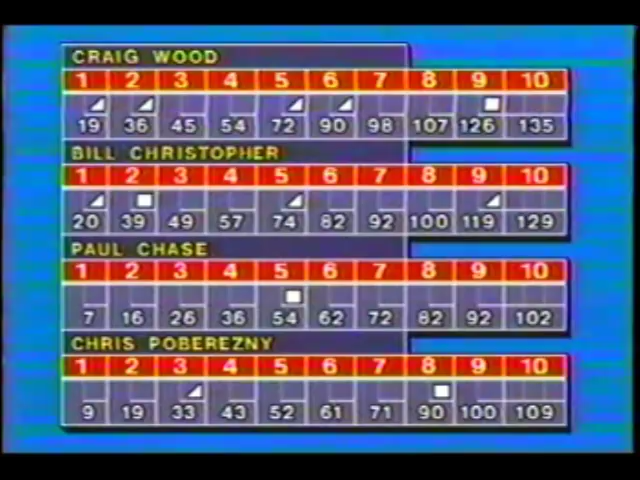 CRAIG WOOD
1 2 3 4 5 6 7 8 9 10
19 36 45 54 72 90 98 107 126 135
BILL CHRISTOPHER
1 2 3 4 5 6 7 8 9 10
20 39 49 57 74 82 92 100 119 129
PAUL CHASE
1 2 3 4 5 6 7 8 9 10
7 16 26 36 54 62 72 82 92 102
CHRIS POBEREZNY
1 2 3 4 5 6 7 8 9 10
9 19 33 43 52 61 71 90 100 109